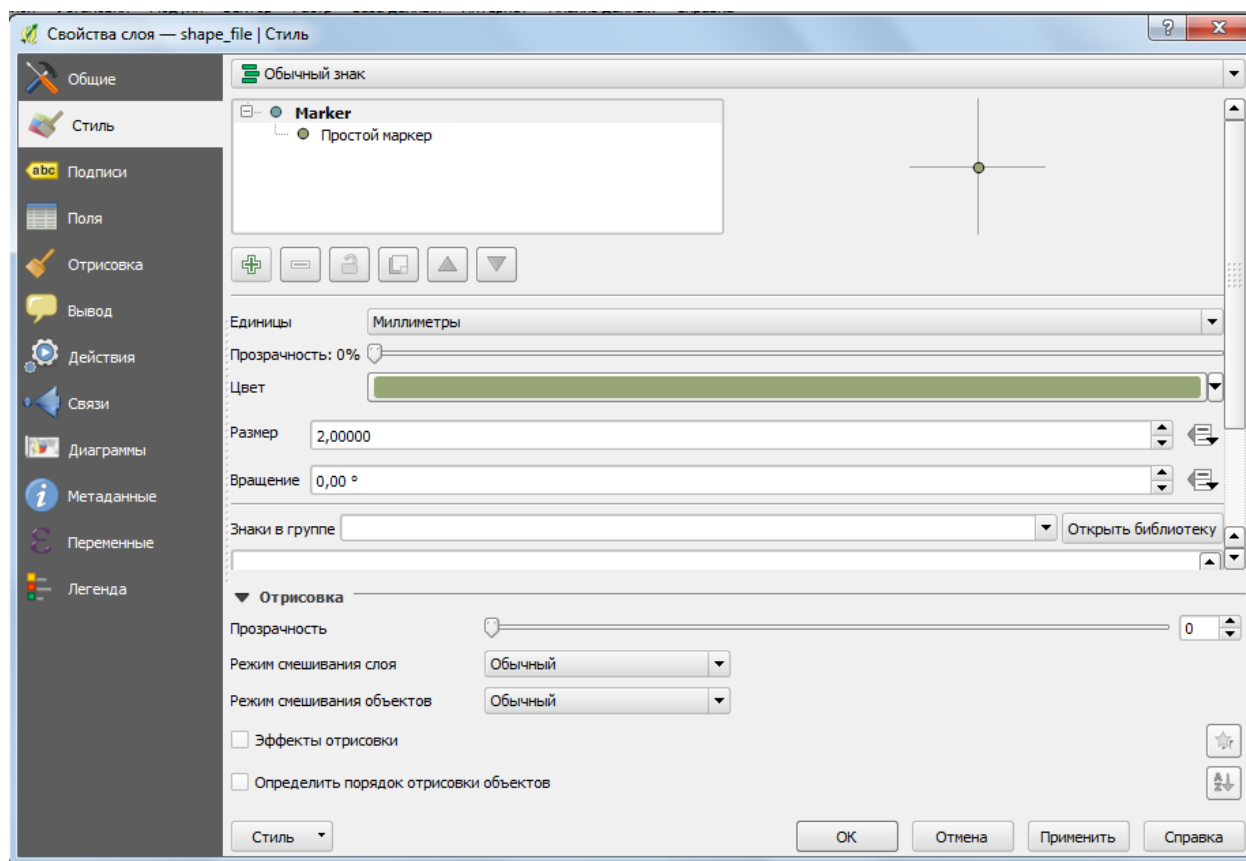 Свойства слоя — shape_file | Стиль
Общие
Стиль
abc Подписи
Поля
Отрисовка
Вывод
Действия
Связи
Диаграммы
Метаданные
Переменные
Легенда
Обычный знак
Marker
Простой маркер
Единицы Миллиметры
Прозрачность: 0%
Цвет
Размер 2,00000
Вращение 0,00 °
Знаки в группе Открыть библиотеку
Отрисовка
Прозрачность 0
Режим смешивания слоя Обычный
Режим смешивания объектов Обычный
Эффекты отрисовки
Определить порядок отрисовки объектов
Стиль OK Отмена Применить Справка